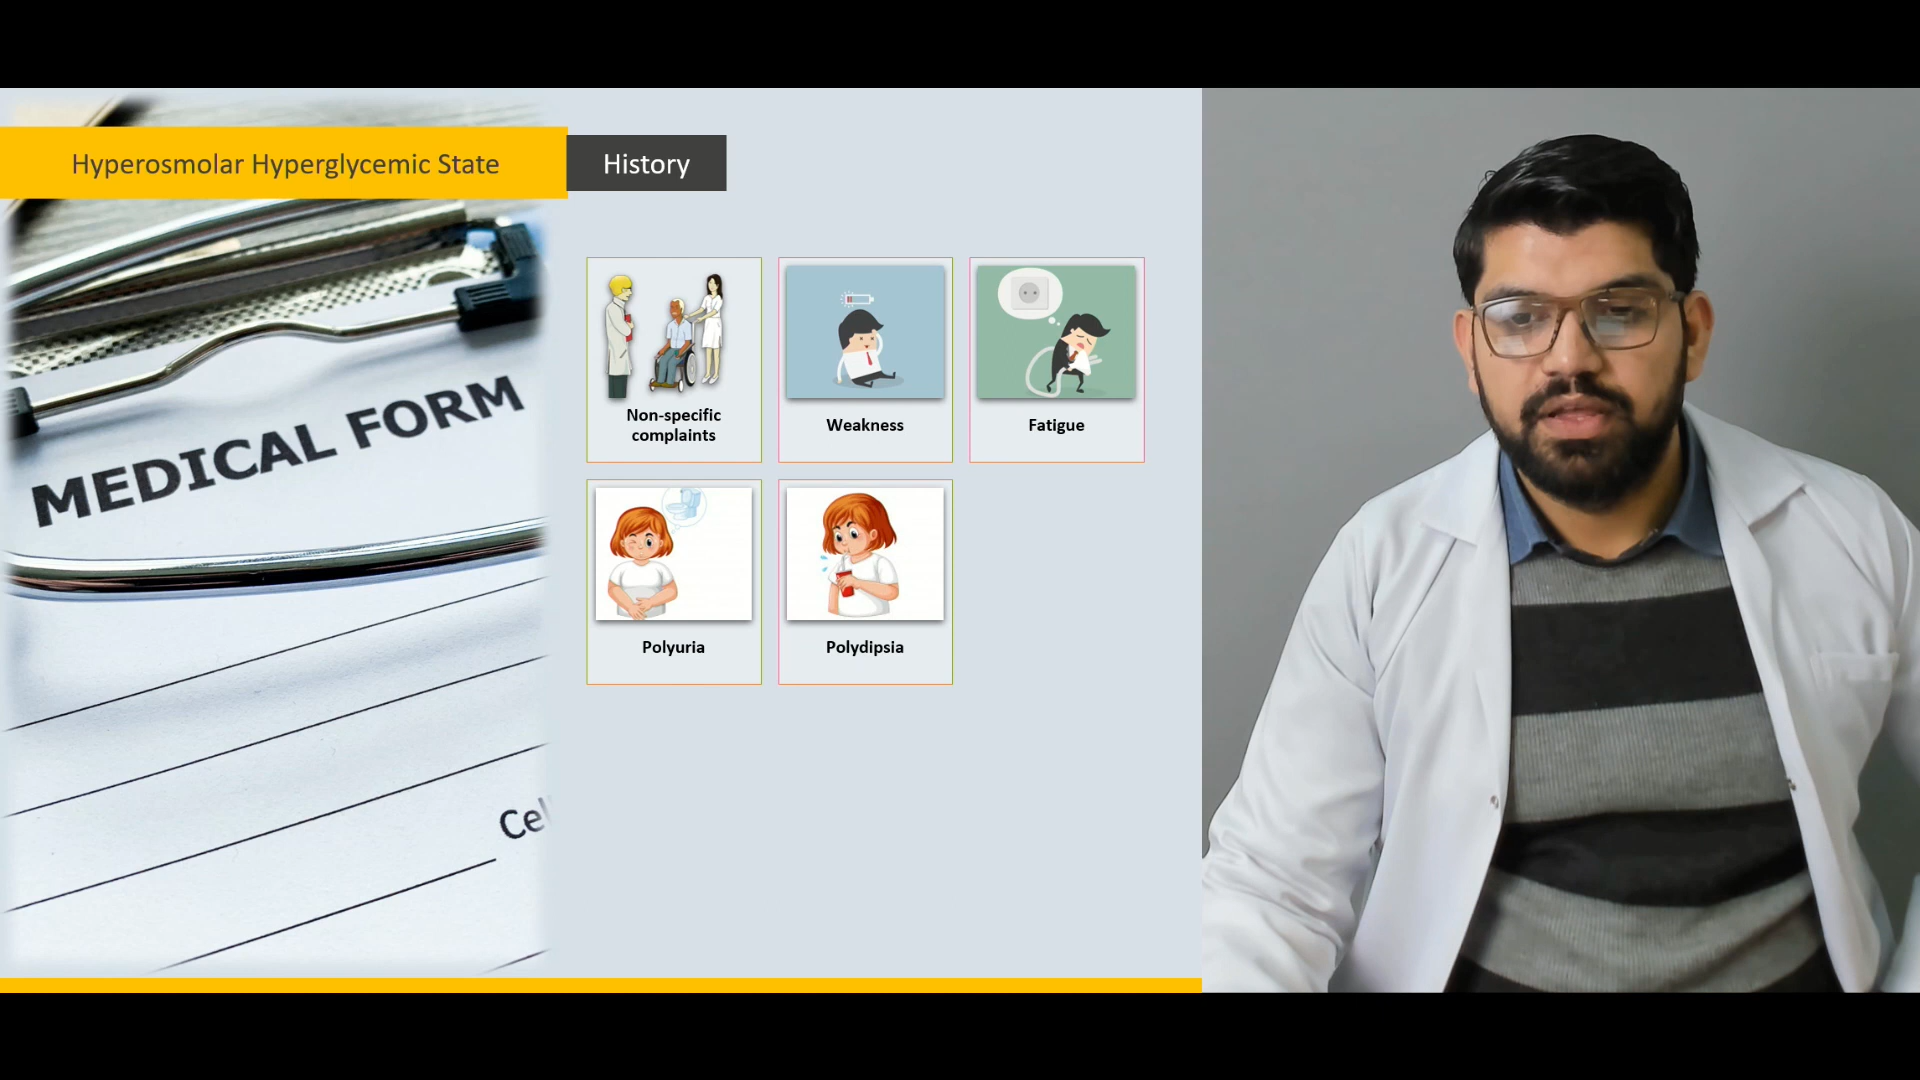 Hyperosmolar Hyperglycemic State
History
MEDICAL FORM
Non-specific
complaints
Weakness
Fatigue
Polyuria
Polydipsia